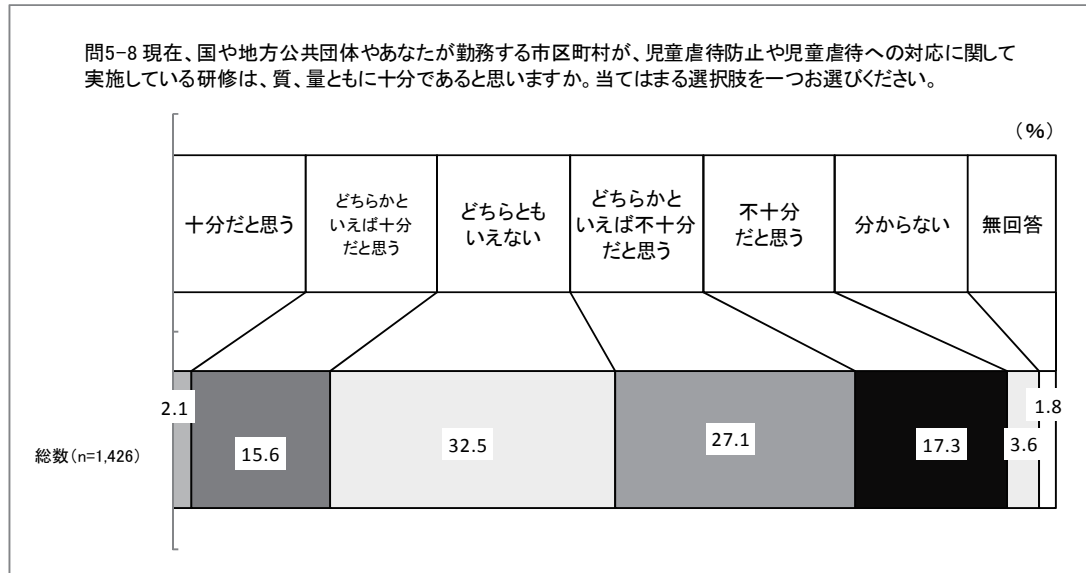 問5-8 現在、国や地方公共団体やあなたが勤務する市区町村が、児童虐待防止や児童虐待への対応に関して
実施している研修は、質、量ともに十分であると思いますか。当てはまる選択肢を一つお選びください。
（%）
十分だと思う
どちらかと
いえば十分
だと思う
どちらとも
いえない
どちらかと
いえば不十分
だと思う
不十分
だと思う
分からない
無回答
総数(n=1,426)
2.1
15.6
32.5
27.1
17.3
3.6
1.8